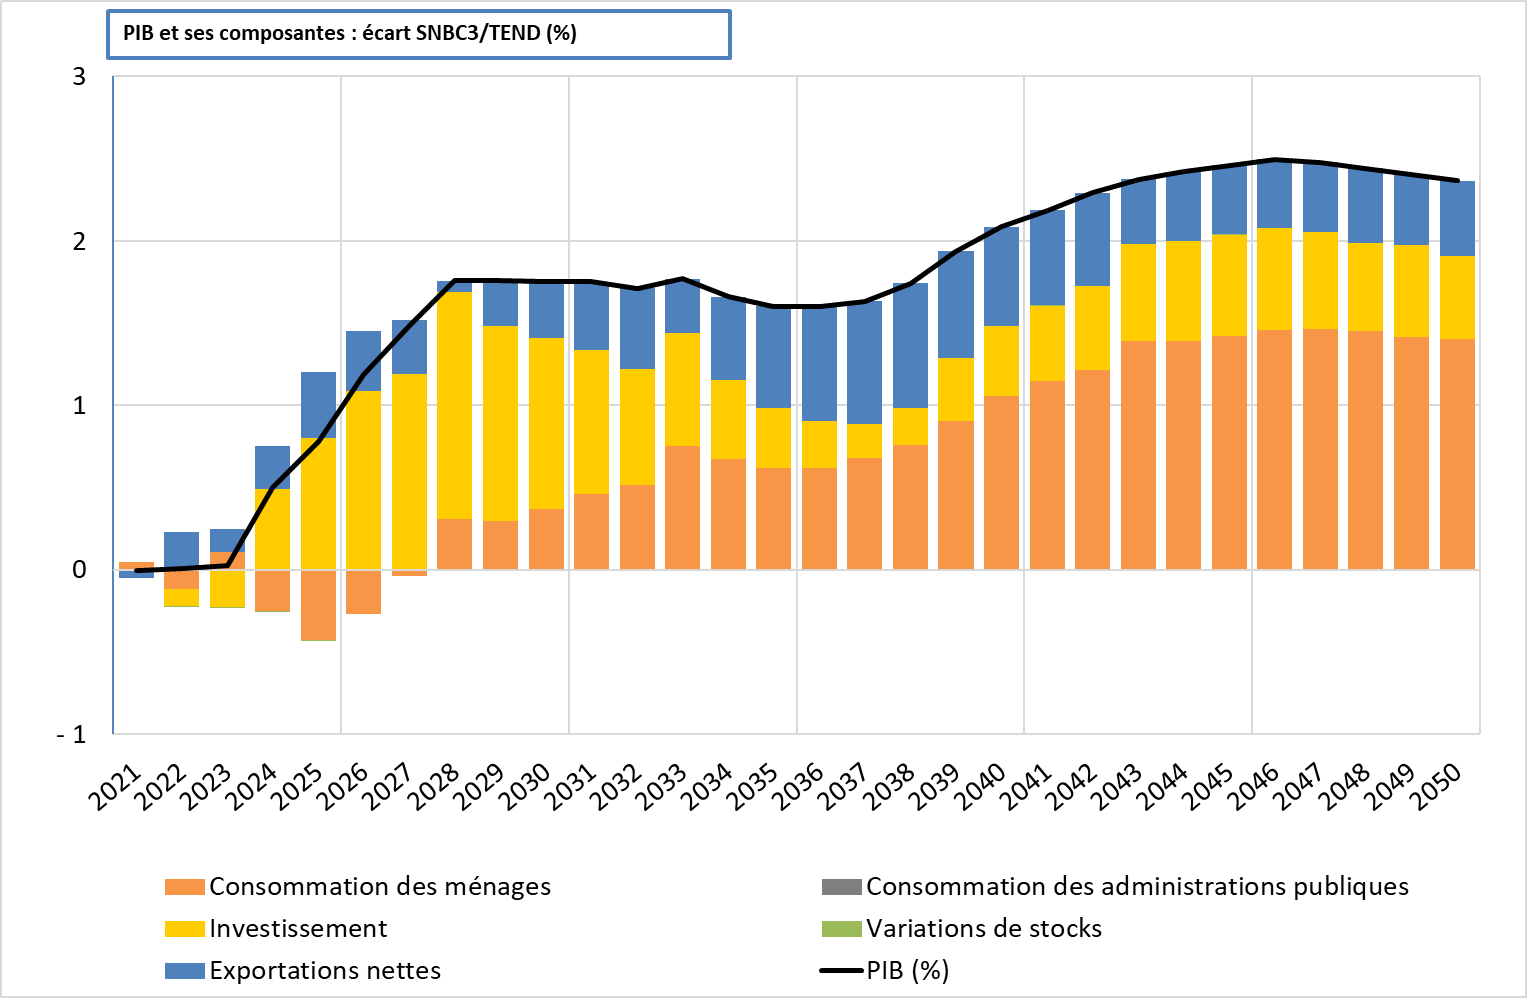 PIB et ses composantes : écart SNBC3/TEND (%)
3
2
1
0
- 1
2021 2022 2023 2024 2025 2026 2027 2028 2029 2030 2031 2032 2033 2034 2035 2036 2037 2038 2039 2040 2041 2042 2043 2044 2045 2046 2047 2048 2049 2050
Consommation des ménages
Consommation des administrations publiques
Investissement
Variations de stocks
Exportations nettes
PIB (%)